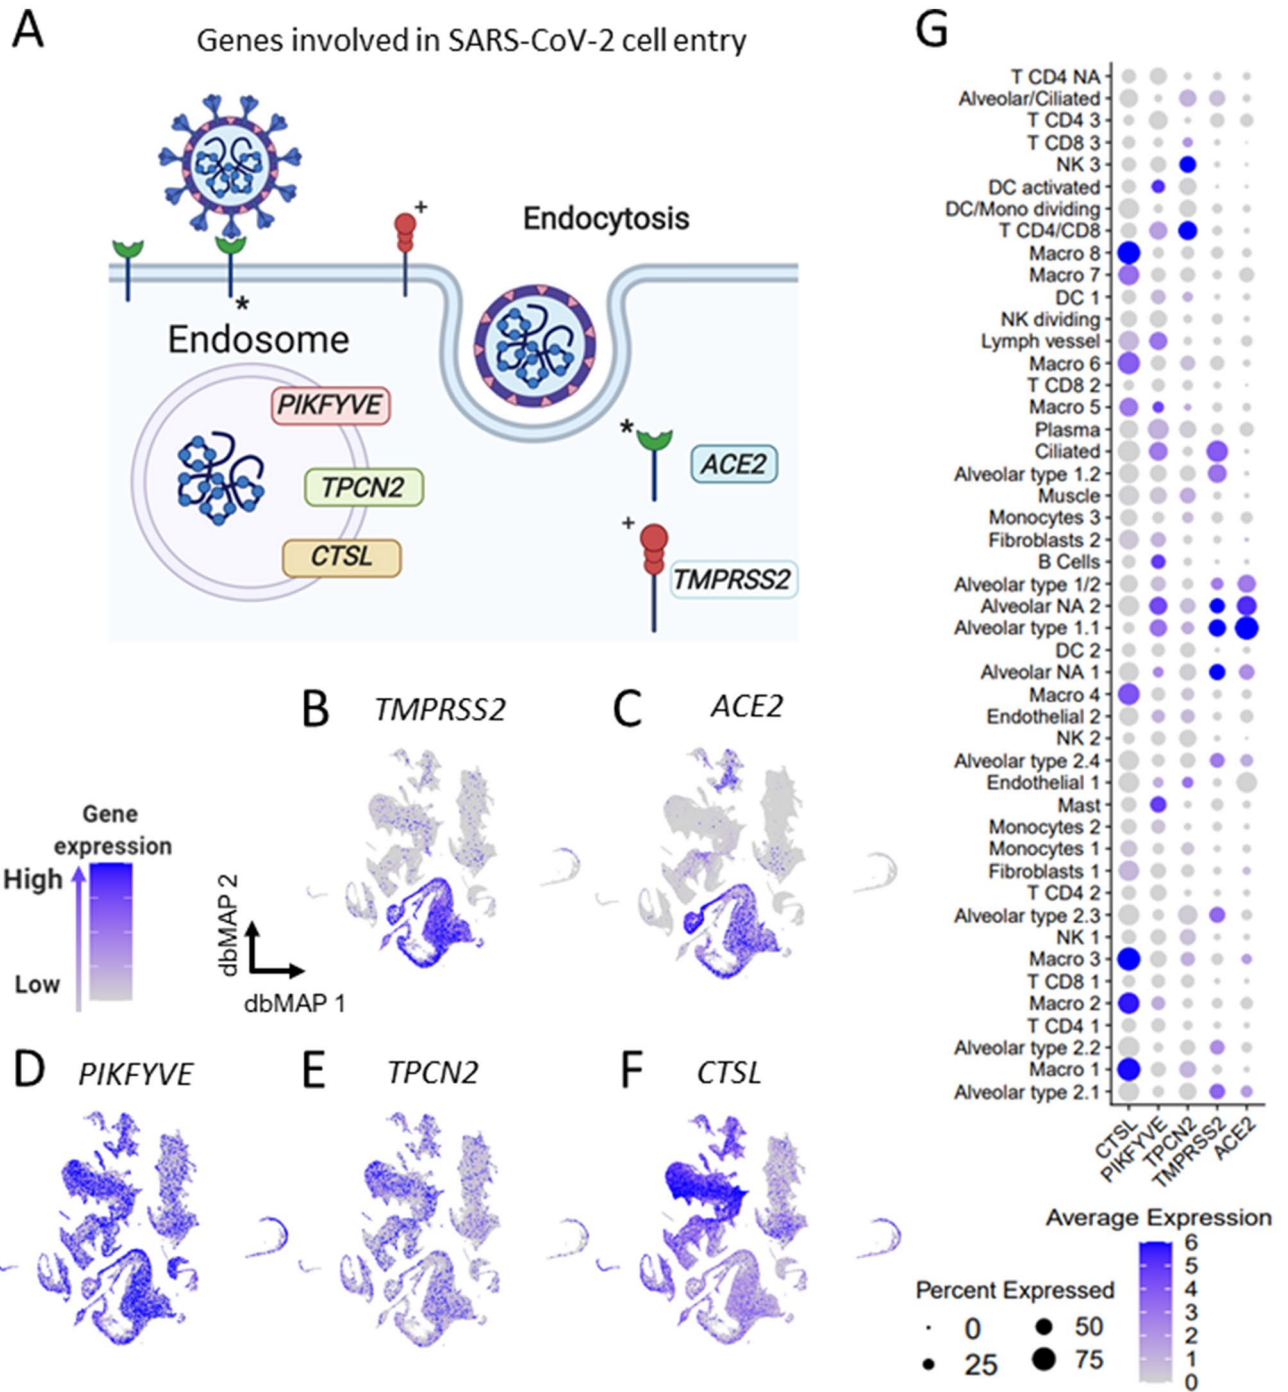 A
Genes involved in SARS-CoV-2 cell entry
+
Endocytosis
*
Endosome
PIKFYVE
TPCN2
CTSL
*
ACE2
+
TMPRSS2
B
TMPRSS2
C
ACE2
Gene
expression
High
Low
dbMAP 2
dbMAP 1
D
PIKFYVE
E
TPCN2
F
CTSL
G
T CD4 NA
Alveolar/Ciliated
T CD4 3
T CD8 3
NK 3
DC activated
DC/Mono dividing
T CD4/CD8
Macro 8
Macro 7
DC 1
NK dividing
Lymph vessel
Macro 6
T CD8 2
Macro 5
Plasma
Ciliated
Alveolar type 1.2
Muscle
Monocytes 3
Fibroblasts 2
B Cells
Alveolar type 1/2
Alveolar NA 2
Alveolar type 1.1
DC 2
Alveolar NA 1
Macro 4
Endothelial 2
NK 2
Alveolar type 2.4
Endothelial 1
Mast
Monocytes 2
Monocytes 1
Fibroblasts 1
T CD4 2
Alveolar type 2.3
NK 1
Macro 3
T CD8 1
Macro 2
T CD4 1
Alveolar type 2.2
Macro 1
Alveolar type 2.1
CTSL
PIKFYVE
TPCN2
TMPRSS2
ACE2
Average Expression
6
5
4
3
2
1
0
Percent Expressed
0
50
25
75